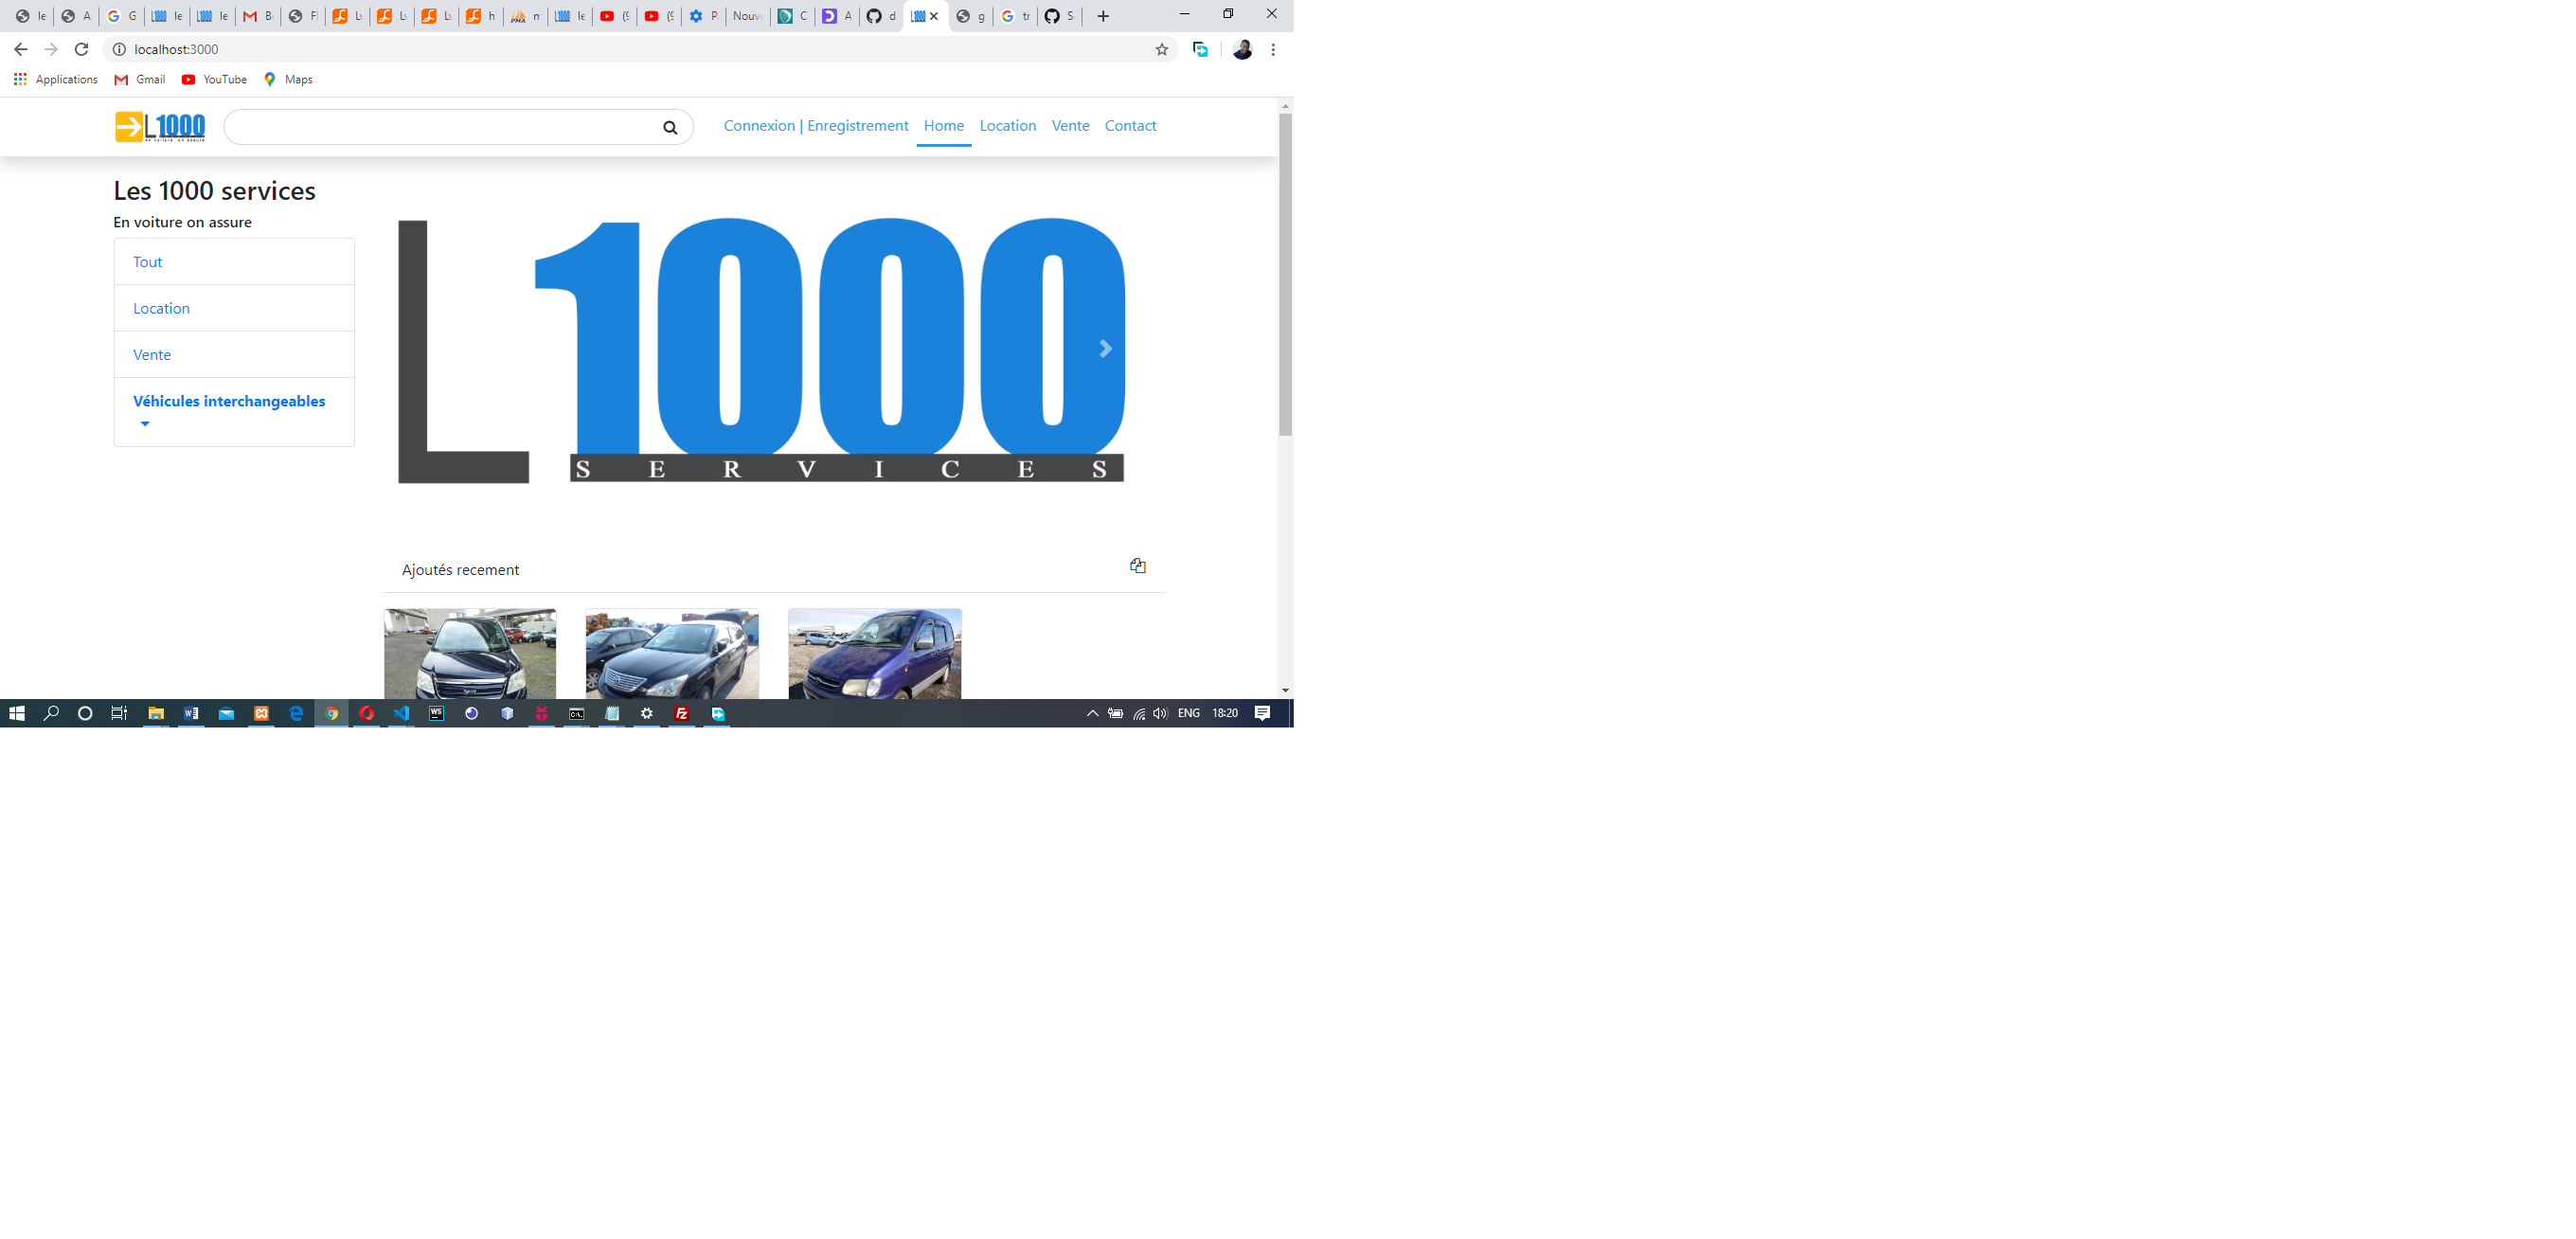 localhost:3000
Applications Gmail YouTube Maps
L1000
Connexion | Enregistrement Home Location Vente Contact
Les 1000 services
En voiture on assure
Tout
Location
Vente
Véhicules interchangeables
L1000
SERVICES
Ajoutés recement
ENG 18:20